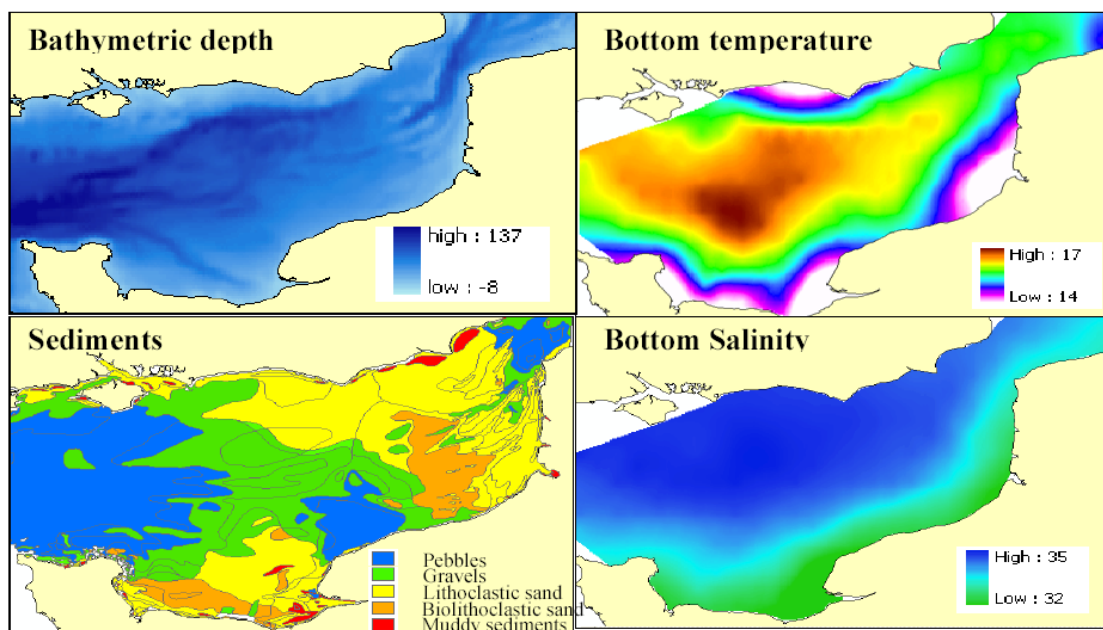 Bathymetric depth
high : 137
low : -8
Bottom temperature
High : 17
Low : 14
Sediments
Pebbles
Gravels
Lithoclastic sand
Biolithoclastic sand
Muddy sediments
Bottom Salinity
High : 35
Low : 32